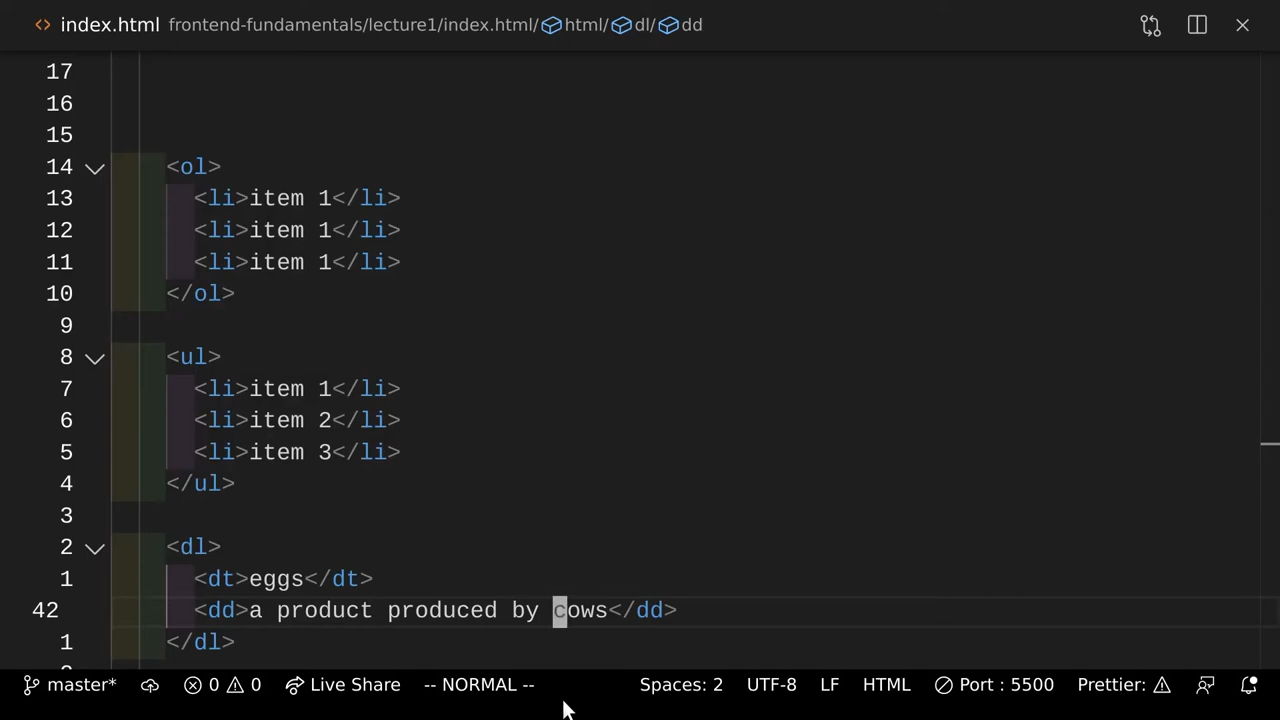 index.html frontend-fundamentals/lecture1/index.html/html/dl/dd
17
16
15
14 <ol>
13 <li>item 1</li>
12 <li>item 1</li>
11 <li>item 1</li>
10 </ol>
9
8 <ul>
7 <li>item 1</li>
6 <li>item 2</li>
5 <li>item 3</li>
4 </ul>
3
2 <dl>
1 <dt>eggs</dt>
42 <dd>a product produced by cows</dd>
1 </dl>
master* 0 0 Live Share -- NORMAL -- Spaces: 2 UTF-8 LF HTML Port : 5500 Prettier: